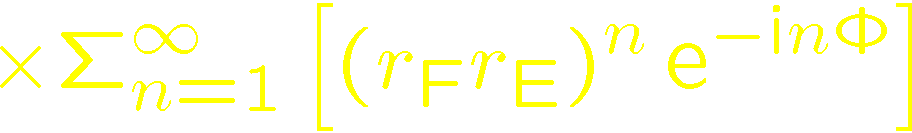 ×∑_{n=1}^{∞} [(r_F r_E)^n e^{−inΦ}]